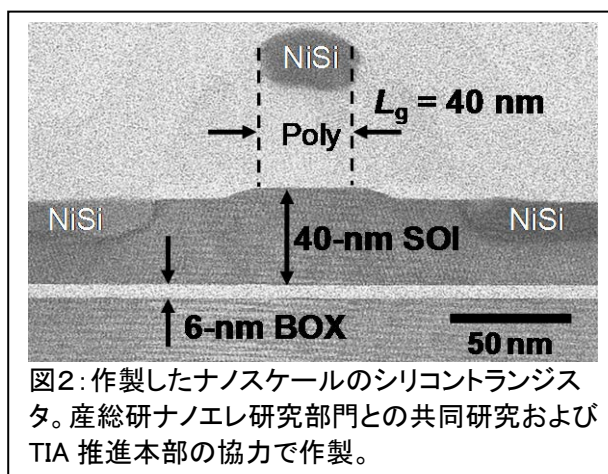 NiSi
Lg = 40 nm
Poly
NiSi
NiSi
40-nm SOI
6-nm BOX
50 nm
図2:作製したナノスケールのシリコントランジス
タ。産総研ナノエレ研究部門との共同研究および
TIA 推進本部の協力で作製。